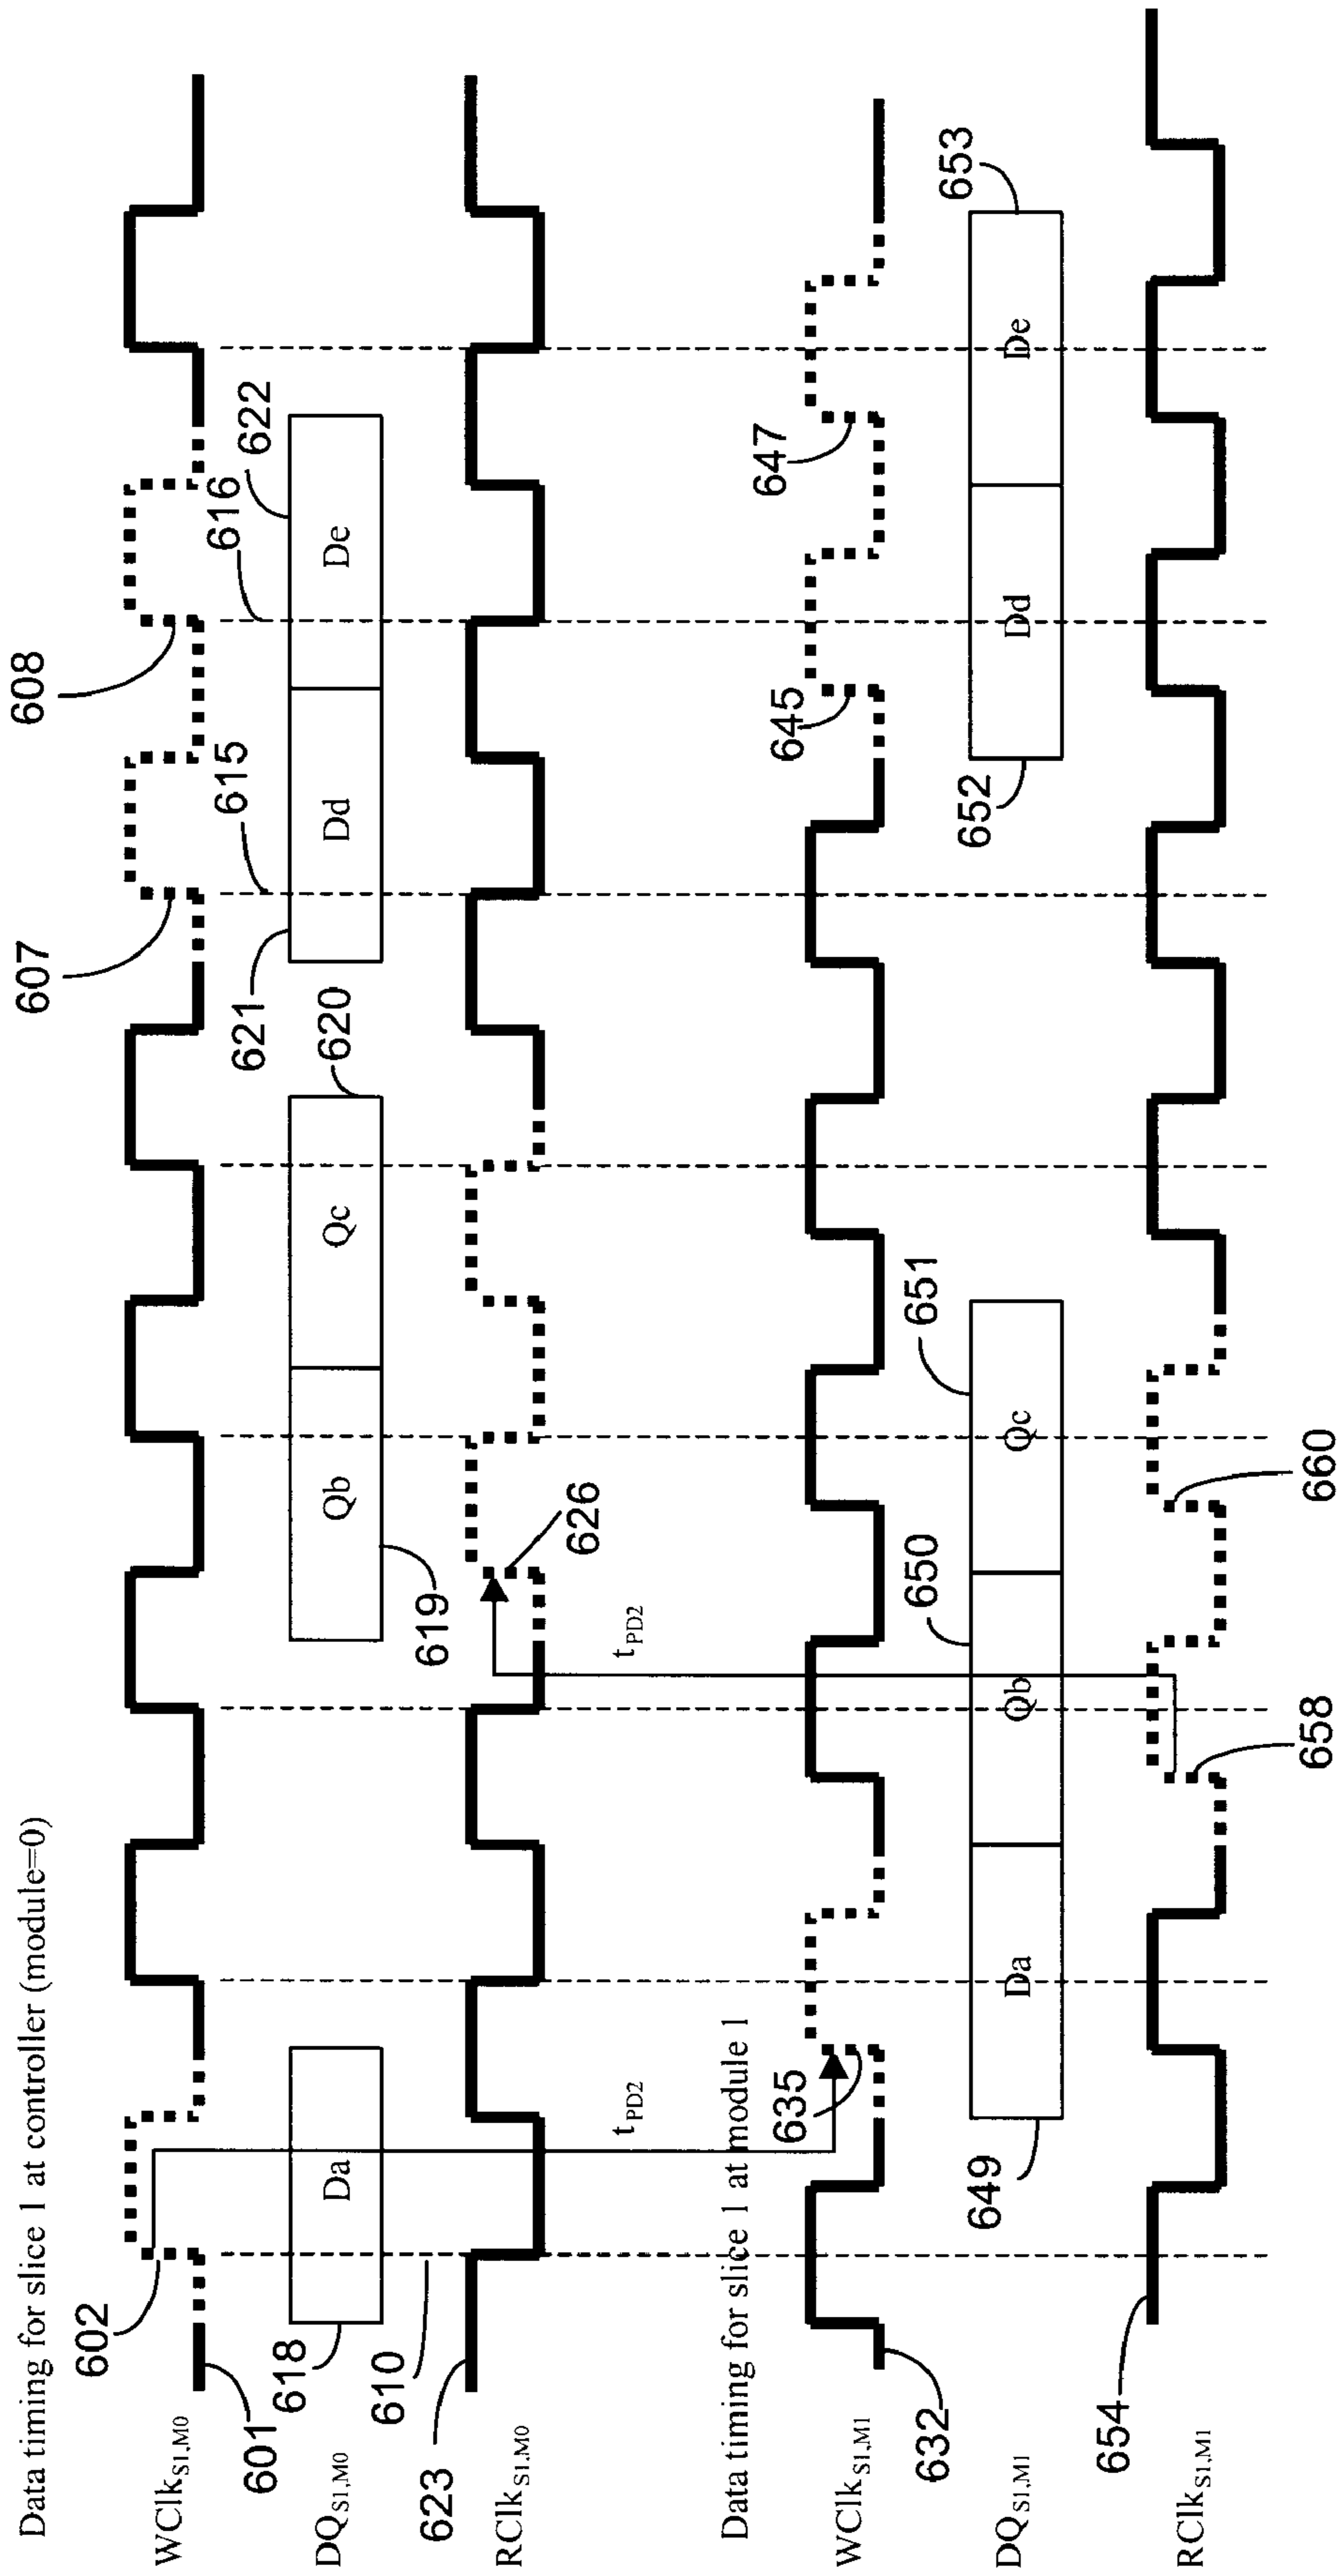 Data timing for slice 1 at controller (module=0)
WClk S1,M0
601
602
607
608
DQ S1,M0
618
Da
610
619
Qb
Qc
620
621
Dd
615
De
616
622
RClk S1,M0
623
626
tPD2
tPD2
Data timing for slice 1 at module 1
WClk S1,M1
632
635
645
647
DQ S1,M1
649
Da
Qb
650
Qc
651
652
Dd
De
653
RClk S1,M1
654
658
660